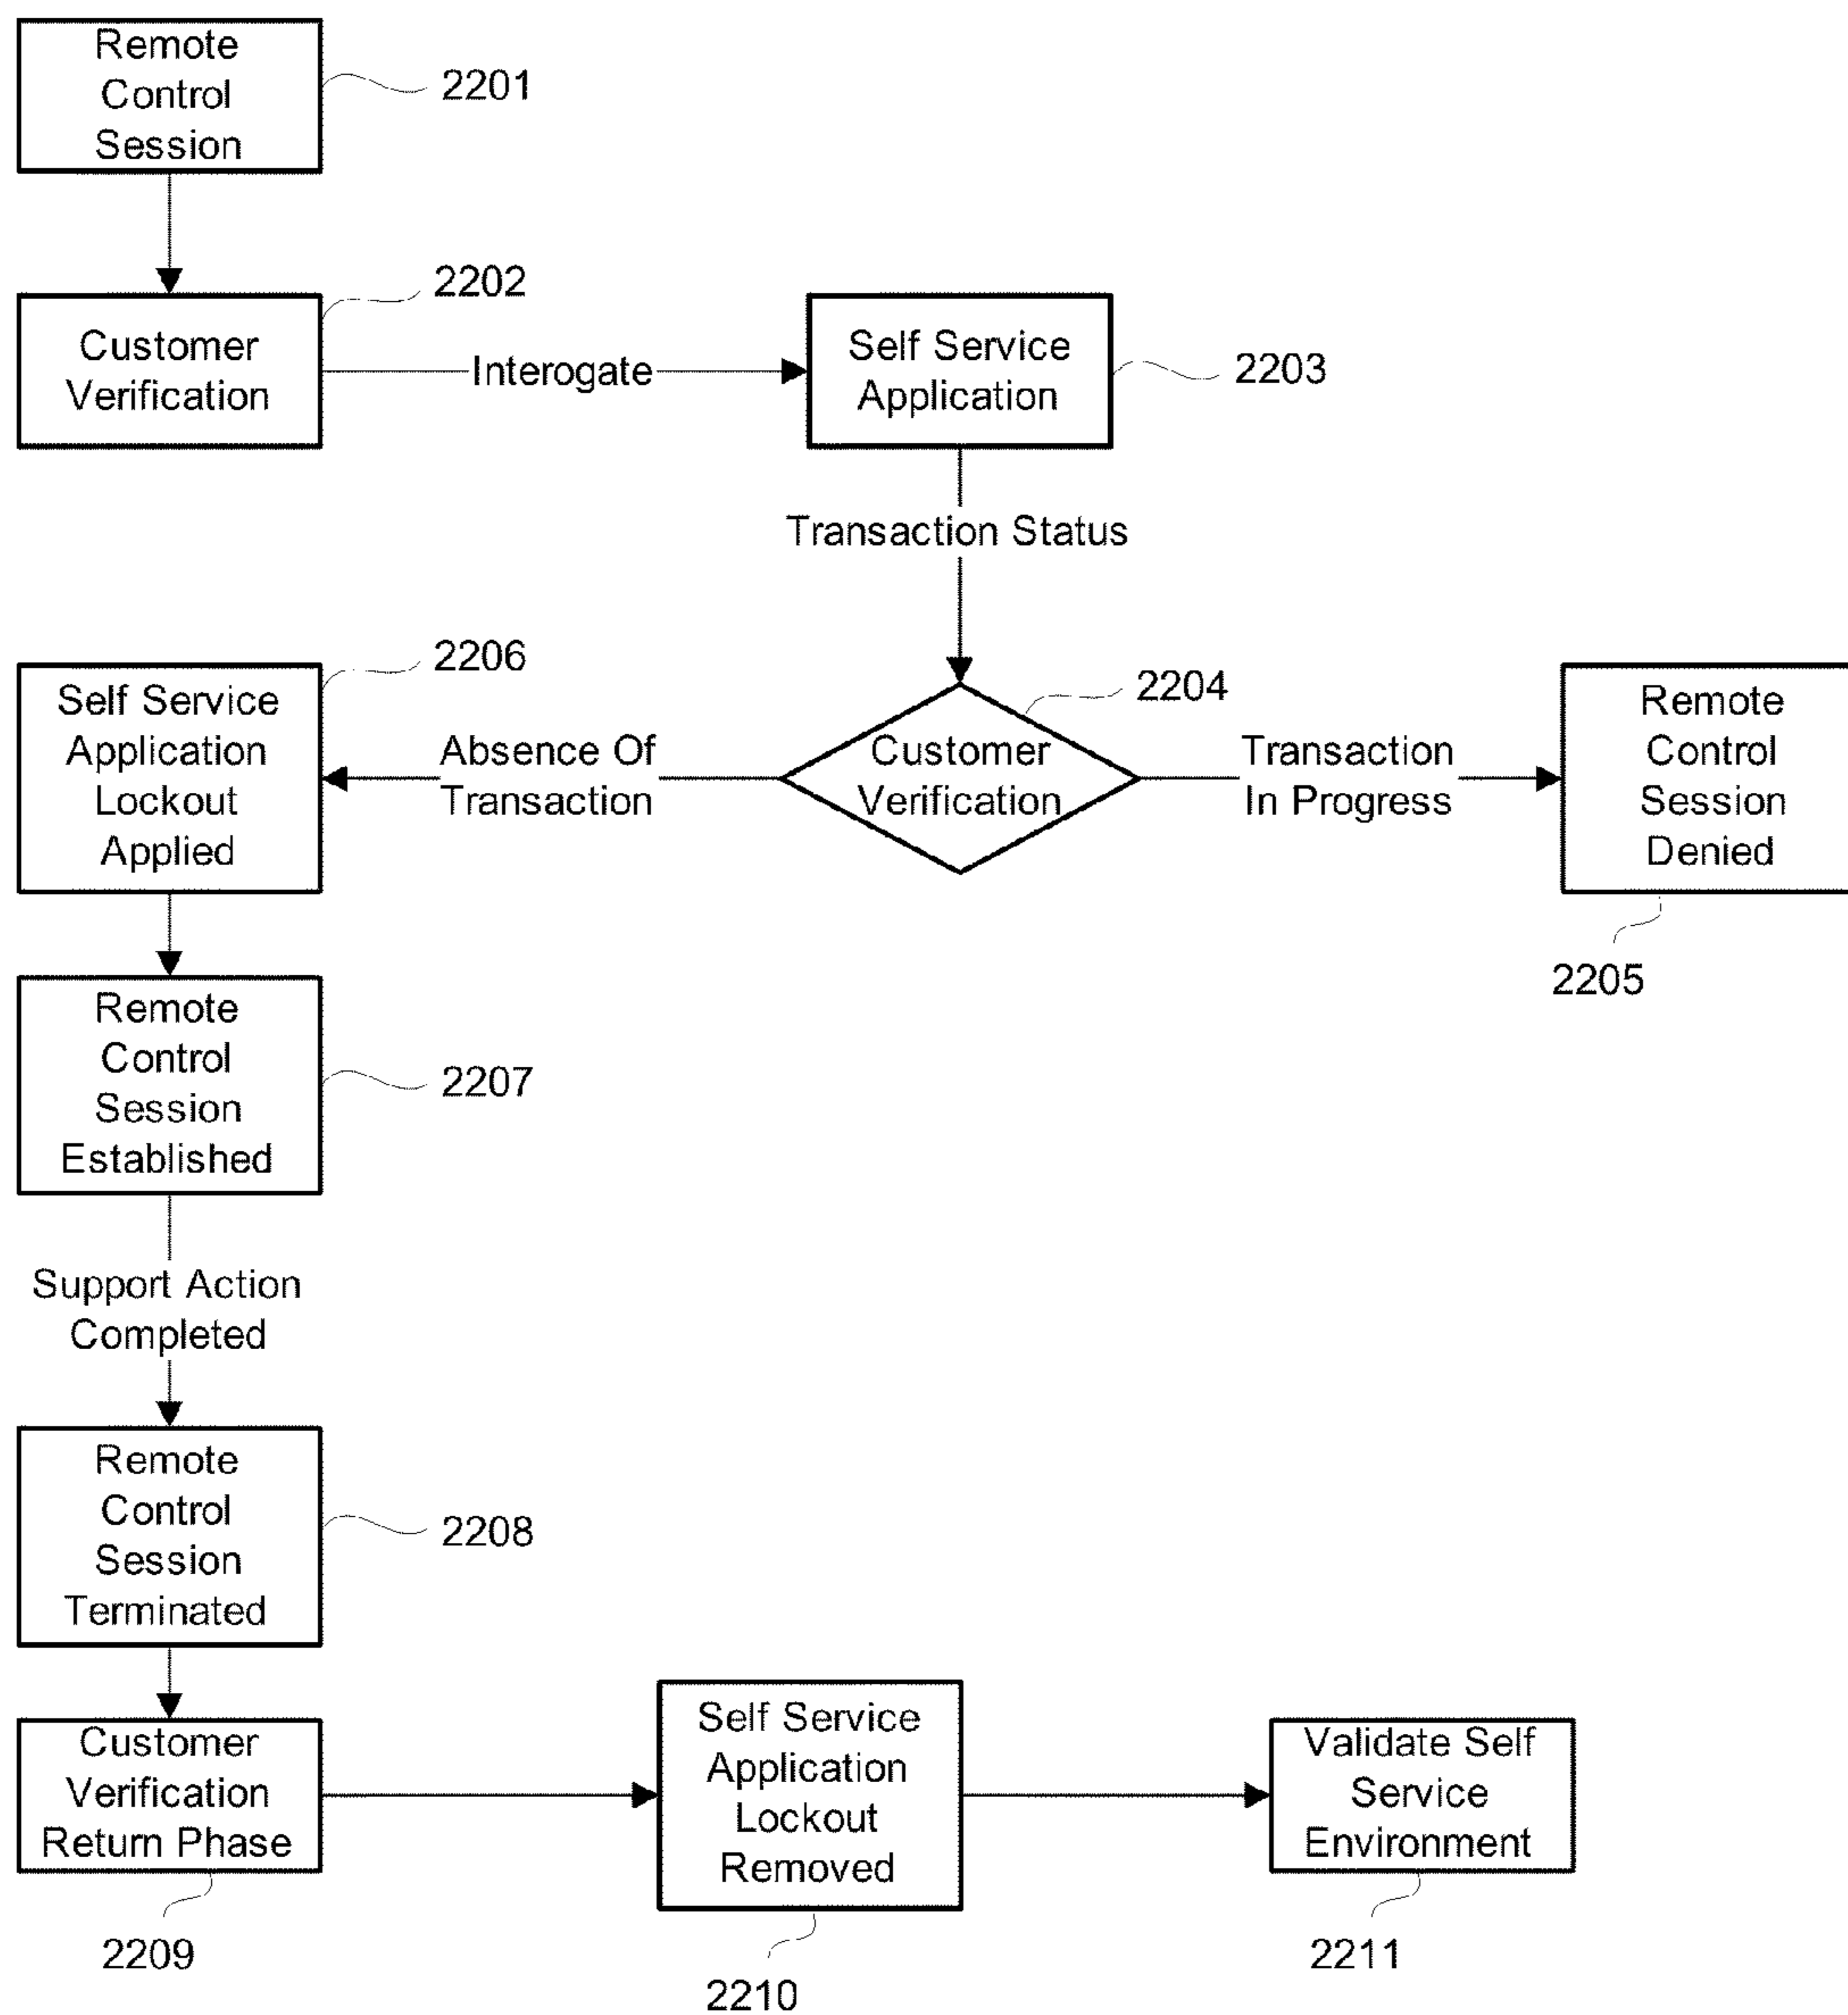 Remote
Control
Session
2201
2202
Customer
Verification
Interogate
Self Service
Application
2203
Transaction Status
2206
Self Service
Application
Lockout
Applied
Absence Of
Transaction
2204
Customer
Verification
Transaction
In Progress
Remote
Control
Session
Denied
2205
Remote
Control
Session
Established
2207
Support Action
Completed
Remote
Control
Session
Terminated
2208
Customer
Verification
Return Phase
2209
Self Service
Application
Lockout
Removed
2210
Validate Self
Service
Environment
2211